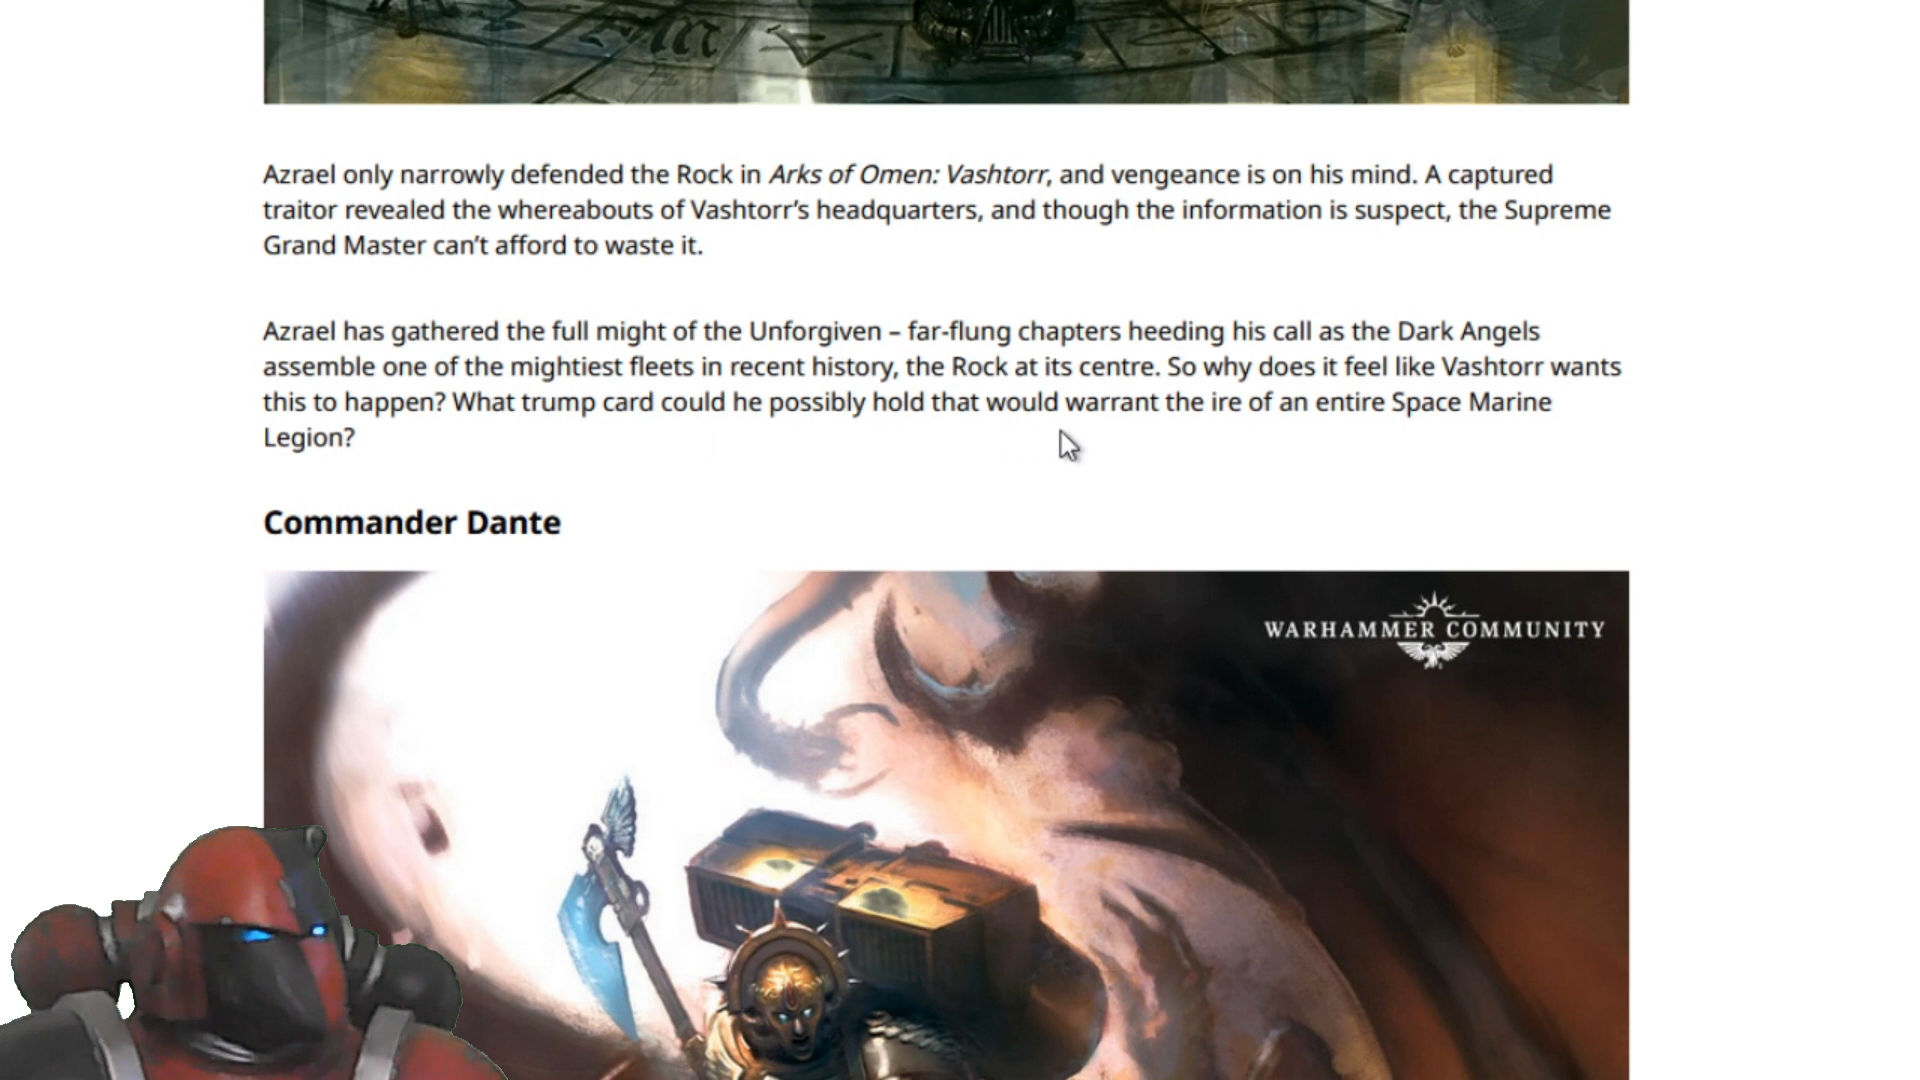 Azrael only narrowly defended the Rock in Arks of Omen: Vashtorr, and vengeance is on his mind. A captured
traitor revealed the whereabouts of Vashtorr’s headquarters, and though the information is suspect, the Supreme
Grand Master can’t afford to waste it.
Azrael has gathered the full might of the Unforgiven – far-flung chapters heeding his call as the Dark Angels
assemble one of the mightiest fleets in recent history, the Rock at its centre. So why does it feel like Vashtorr wants
this to happen? What trump card could he possibly hold that would warrant the ire of an entire Space Marine
Legion?
Commander Dante
WARHAMMER COMMUNITY